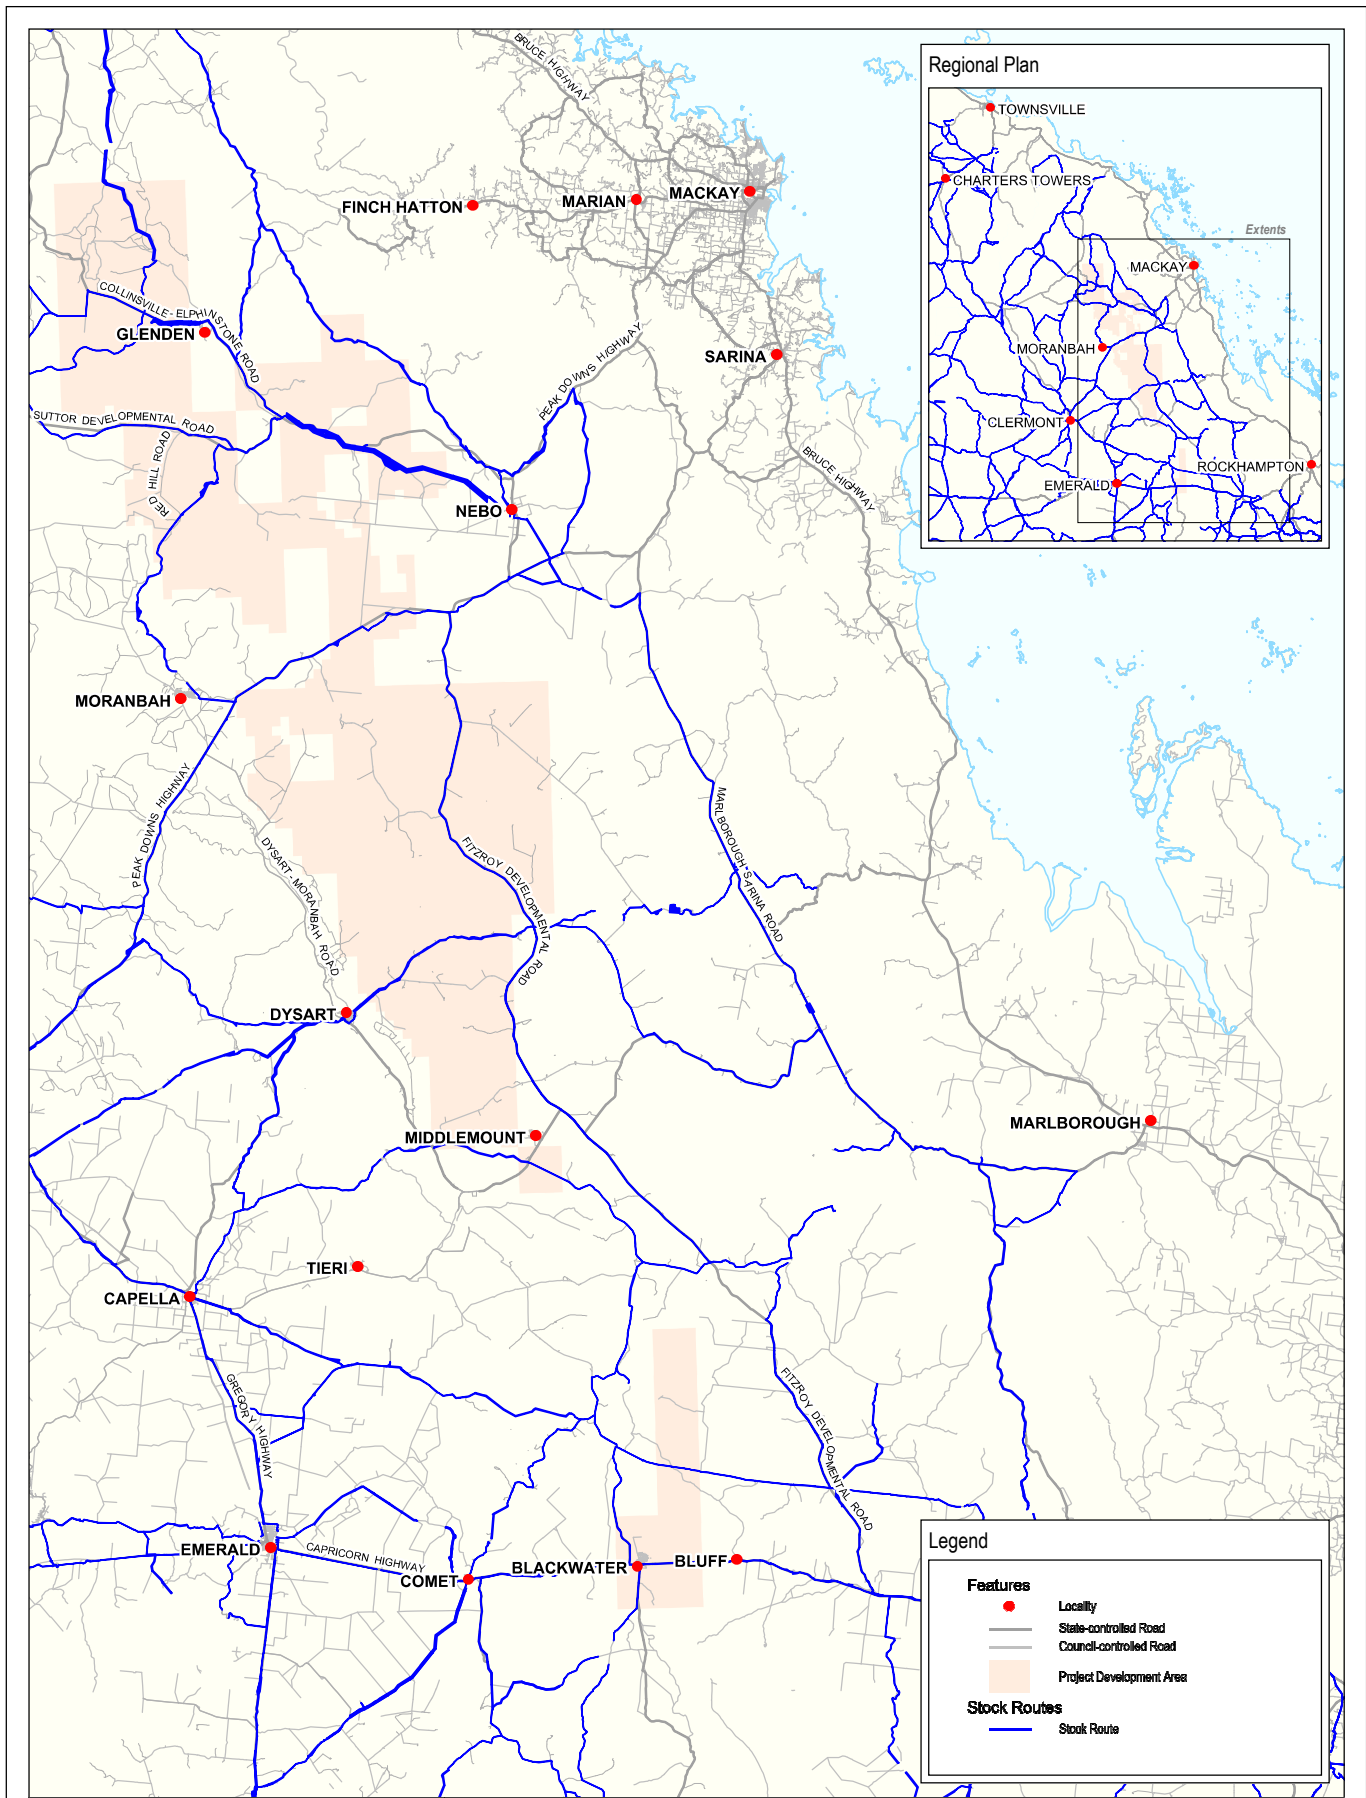 BRUCE HIGHWAY
Regional Plan
TOWNSVILLE
CHARTERS TOWERS
Extents
MACKAY
MORANBAH
CLERMONT
ROCKHAMPTON
EMERALD
FINCH HATTON
MARIAN
MACKAY
COLLINSVILLE-ELPHINSTONE ROAD
GLENDEN
PEAK DOWNS HIGHWAY
SARINA
SUTTOR DEVELOPMENTAL ROAD
RED HILL ROAD
BRUCE HIGHWAY
NEBO
MORANBAH
PEAK DOWNS HIGHWAY
DYSART-MORANBAH ROAD
FITZROY DEVELOPMENTAL ROAD
MARLBOROUGH-SARINA ROAD
DYSART
MIDDLEMOUNT
MARLBOROUGH
TIERI
CAPELLA
GREGORY HIGHWAY
FITZROY DEVELOPMENTAL ROAD
EMERALD
CAPRICORN HIGHWAY
COMET
BLACKWATER
BLUFF
Legend
Features
Locality
State-controlled Road
Council-controlled Road
Project Development Area
Stock Routes
Stock Route